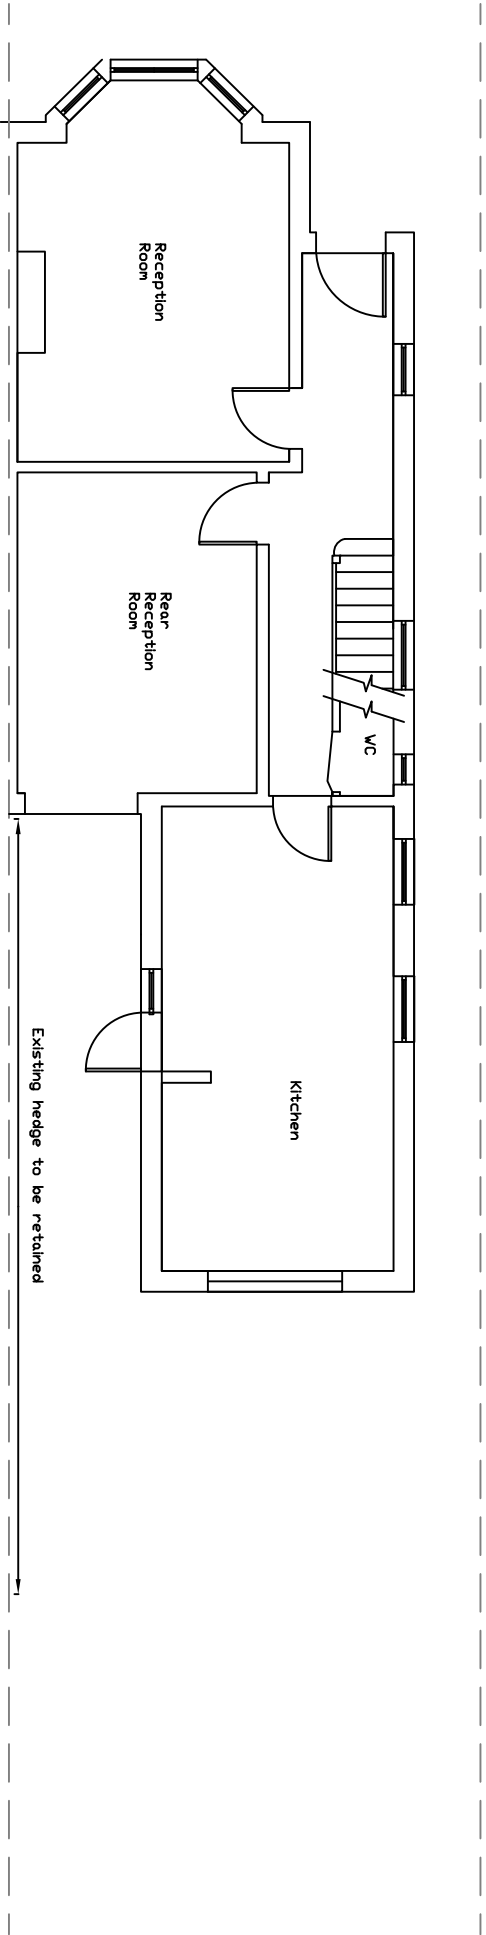 Reception
Room
Rear
Reception
Room
WC
Kitchen
Existing hedge to be retained